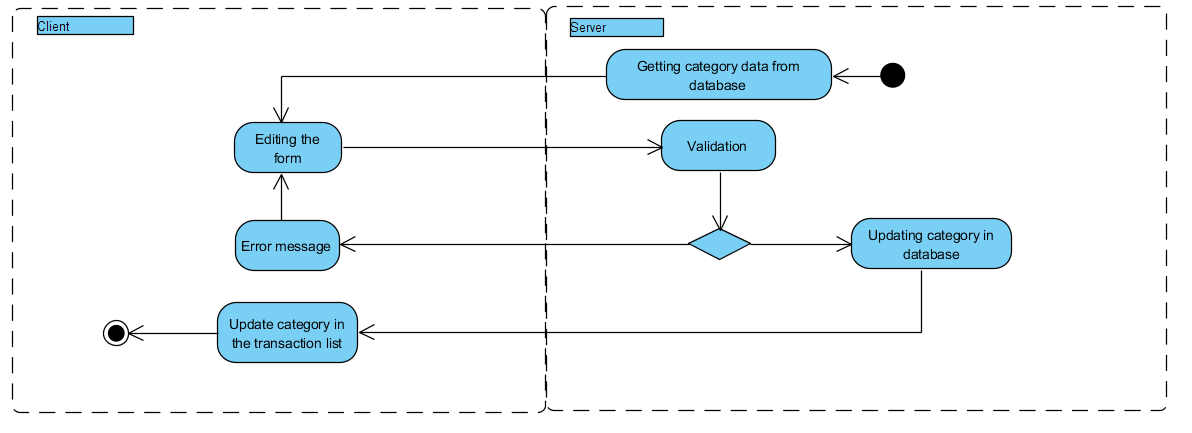 Client
Server
Getting category data from
database
Editing the
form
Validation
Error message
Updating category in
database
Update category in
the transaction list